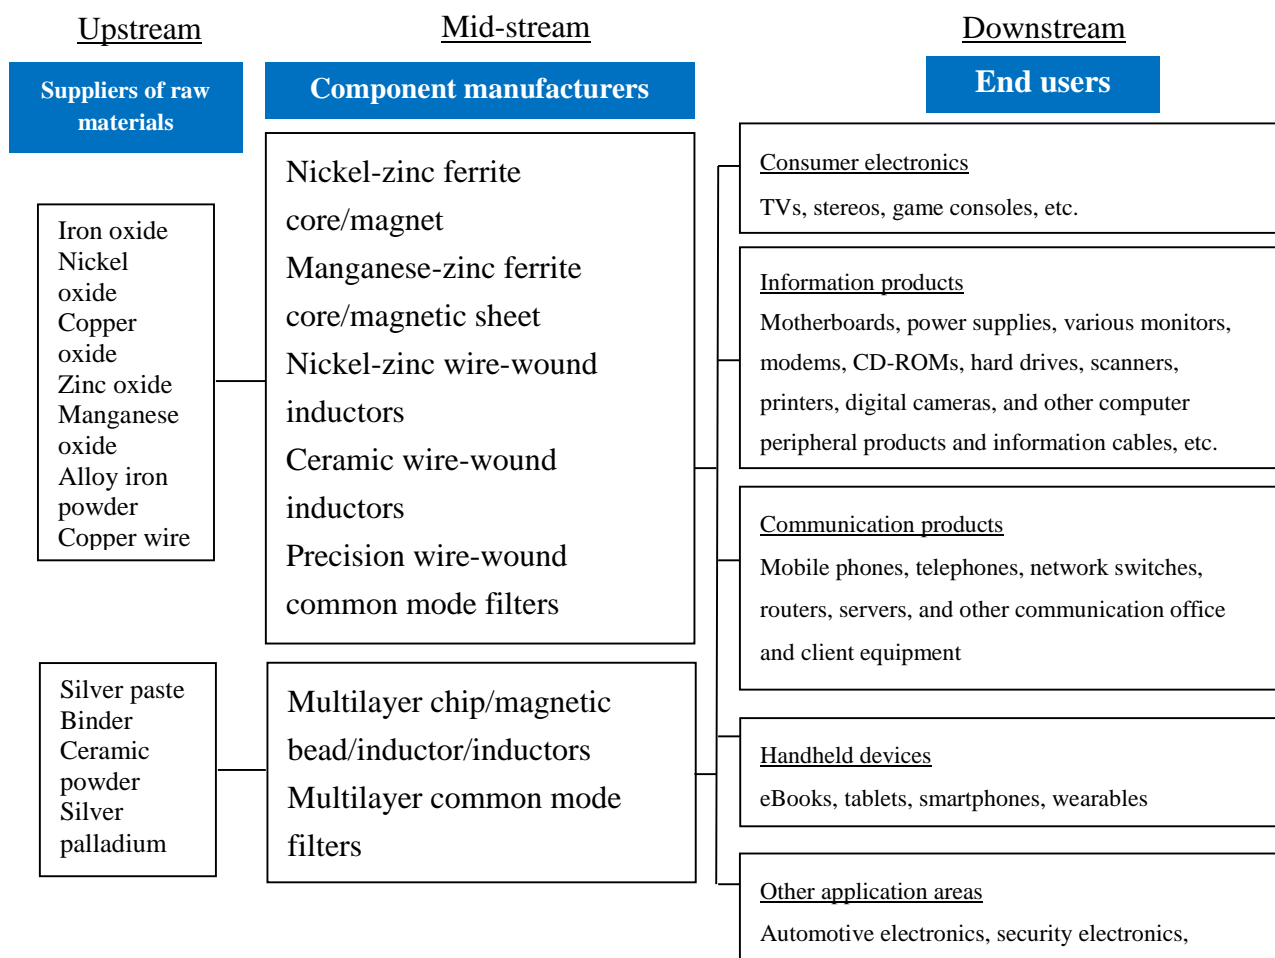 Upstream
Mid-stream
Downstream
Suppliers of raw
materials
Component manufacturers
End users
Iron oxide
Nickel
oxide
Copper
oxide
Zinc oxide
Manganese
oxide
Alloy iron
powder
Copper wire
Silver paste
Binder
Ceramic
powder
Silver
palladium
Nickel-zinc ferrite
core/magnet
Manganese-zinc ferrite
core/magnetic sheet
Nickel-zinc wire-wound
inductors
Ceramic wire-wound
inductors
Precision wire-wound
common mode filters
Multilayer chip/magnetic
bead/inductor/inductors
Multilayer common mode
filters
Consumer electronics
TVs, stereos, game consoles, etc.
Information products
Motherboards, power supplies, various monitors,
modems, CD-ROMs, hard drives, scanners,
printers, digital cameras, and other computer
peripheral products and information cables, etc.
Communication products
Mobile phones, telephones, network switches,
routers, servers, and other communication office
and client equipment
Handheld devices
eBooks, tablets, smartphones, wearables
Other application areas
Automotive electronics, security electronics,